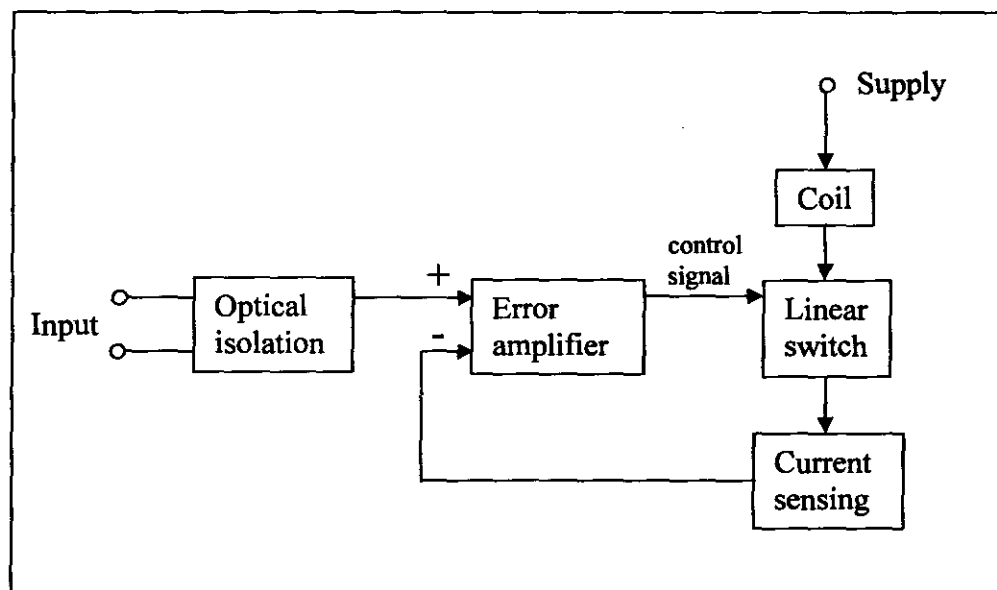 Supply
Coil
control
signal
+
Optical
isolation
Input
-
Error
amplifier
Linear
switch
Current
sensing